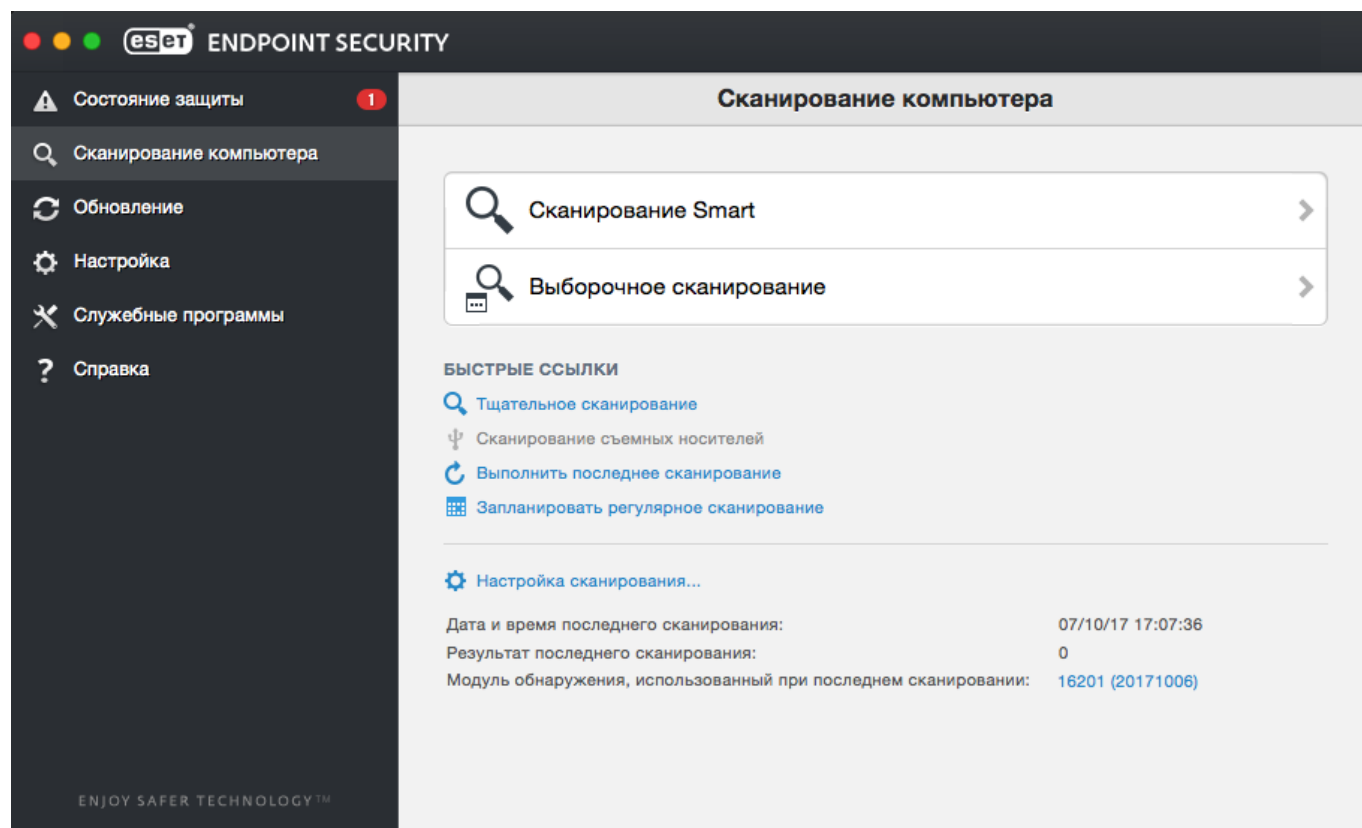 eset ENDPOINT SECURITY
Состояние защиты 1
Сканирование компьютера
Обновление
Настройка
Служебные программы
Справка
ENJOY SAFER TECHNOLOGY™
Сканирование компьютера
Сканирование Smart
Выборочное сканирование
БЫСТРЫЕ ССЫЛКИ
Тщательное сканирование
Сканирование съемных носителей
Выполнить последнее сканирование
Запланировать регулярное сканирование
Настройка сканирования...
Дата и время последнего сканирования: 07/10/17 17:07:36
Результат последнего сканирования: 0
Модуль обнаружения, использованный при последнем сканировании: 16201 (20171006)